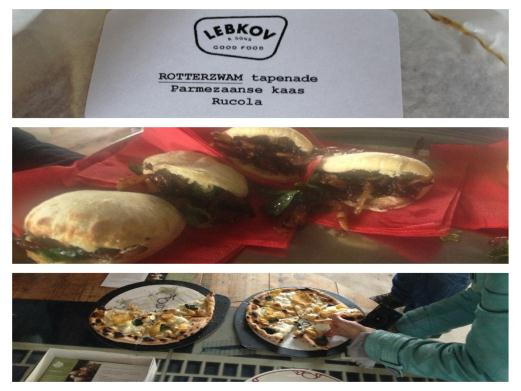 LEBKOV
& SONS
GOOD FOOD
ROTTERZWAM tapenade
Parmezaanse kaas
Rucola